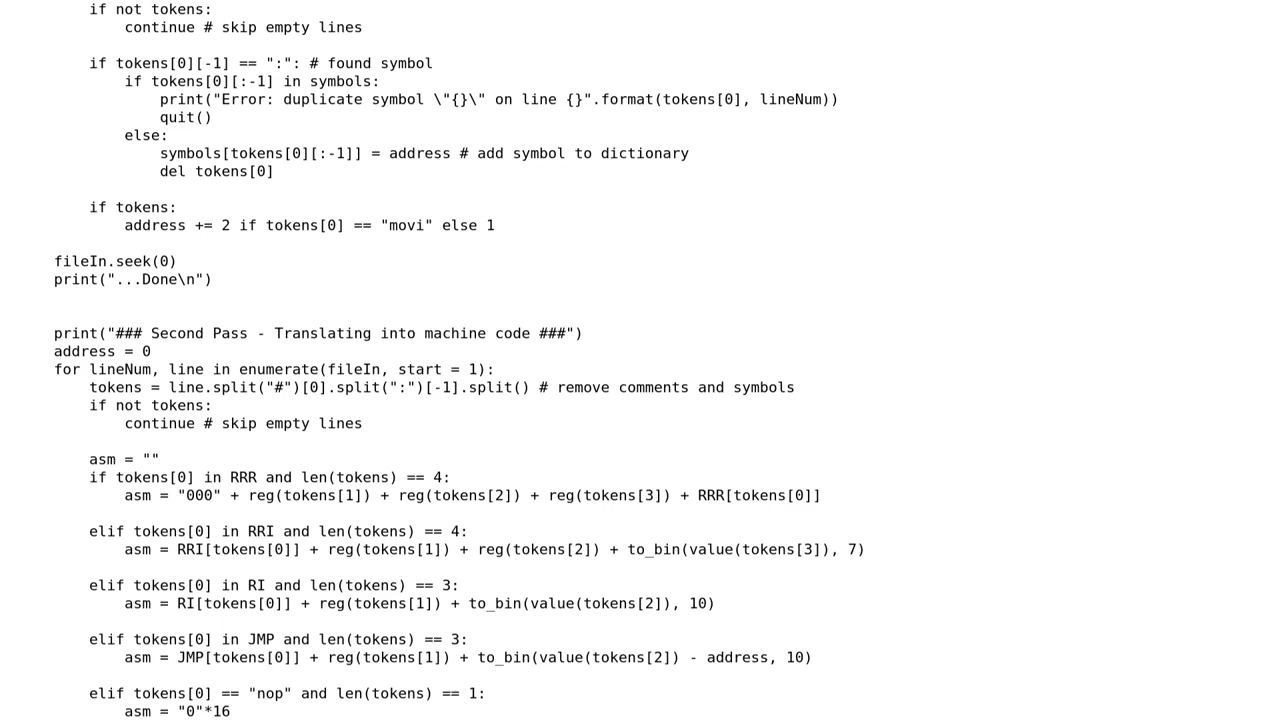 if not tokens:
continue # skip empty lines
if tokens[0][-1] == ":": # found symbol
if tokens[0][:-1] in symbols:
print("Error: duplicate symbol \"{}\" on line {}".format(tokens[0], lineNum))
quit()
else:
symbols[tokens[0][:-1]] = address # add symbol to dictionary
del tokens[0]
if tokens:
address += 2 if tokens[0] == "movi" else 1
fileIn.seek(0)
print("...Done\n")
print("### Second Pass - Translating into machine code ###")
address = 0
for lineNum, line in enumerate(fileIn, start = 1):
tokens = line.split("#")[0].split(":")[-1].split() # remove comments and symbols
if not tokens:
continue # skip empty lines
asm = ""
if tokens[0] in RRR and len(tokens) == 4:
asm = "000" + reg(tokens[1]) + reg(tokens[2]) + reg(tokens[3]) + RRR[tokens[0]]
elif tokens[0] in RRI and len(tokens) == 4:
asm = RRI[tokens[0]] + reg(tokens[1]) + reg(tokens[2]) + to_bin(value(tokens[3]), 7)
elif tokens[0] in RI and len(tokens) == 3:
asm = RI[tokens[0]] + reg(tokens[1]) + to_bin(value(tokens[2]), 10)
elif tokens[0] in JMP and len(tokens) == 3:
asm = JMP[tokens[0]] + reg(tokens[1]) + to_bin(value(tokens[2]) - address, 10)
elif tokens[0] == "nop" and len(tokens) == 1:
asm = "0"*16